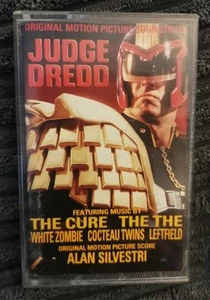 ORIGINAL MOTION PICTURE SOUNDTRACK
JUDGE
DREDD
FEATURING MUSIC BY
THE CURE THE THE
WHITE ZOMBIE COCTEAU TWINS LEFTFIELD
ORIGINAL MOTION PICTURE SCORE
ALAN SILVESTRI